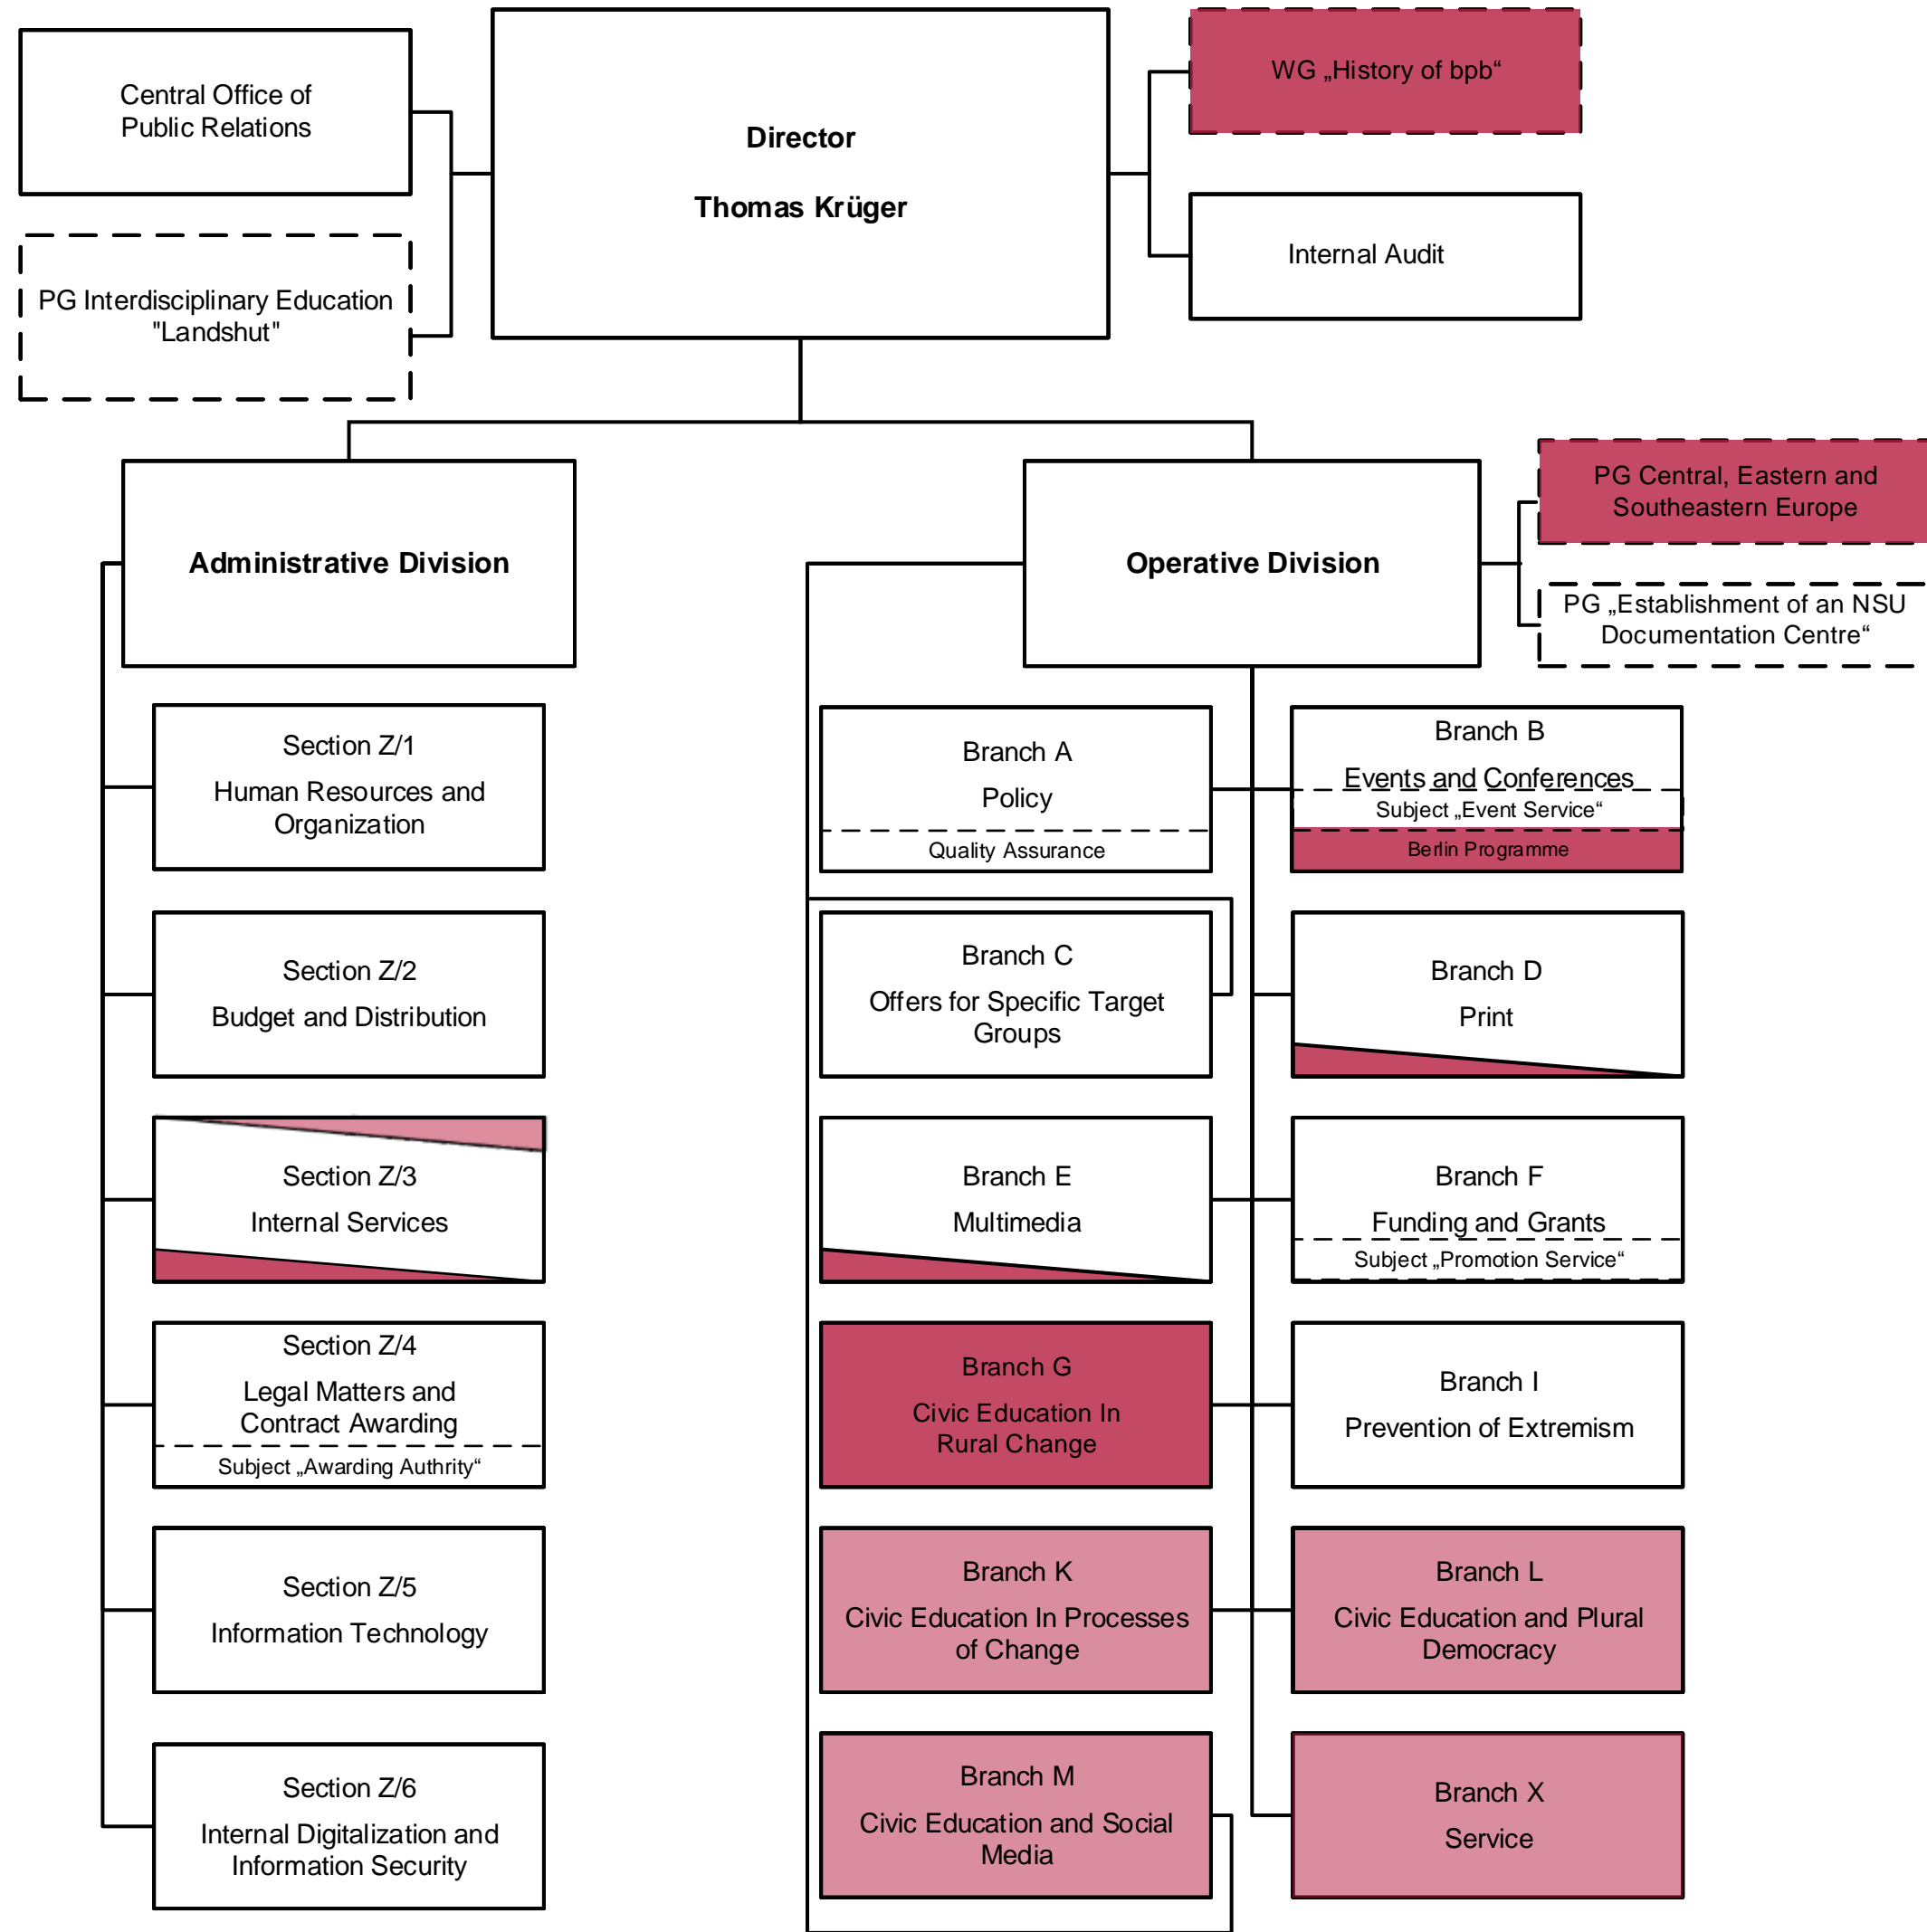 Central Office of
Public Relations
Director
Thomas Krüger
WG „History of bpb“
Internal Audit
PG Interdisciplinary Education
"Landshut"
Administrative Division
Operative Division
PG Central, Eastern and
Southeastern Europe
PG „Establishment of an NSU
Documentation Centre“
Section Z/1
Human Resources and
Organization
Section Z/2
Budget and Distribution
Section Z/3
Internal Services
Section Z/4
Legal Matters and
Contract Awarding
Subject „Awarding Authrity“
Section Z/5
Information Technology
Section Z/6
Internal Digitalization and
Information Security
Branch A
Policy
Quality Assurance
Branch B
Events and Conferences
Subject „Event Service“
Berlin Programme
Branch C
Offers for Specific Target
Groups
Branch D
Print
Branch E
Multimedia
Branch F
Funding and Grants
Subject „Promotion Service“
Branch G
Civic Education In
Rural Change
Branch I
Prevention of Extremism
Branch K
Civic Education In Processes
of Change
Branch L
Civic Education and Plural
Democracy
Branch M
Civic Education and Social
Media
Branch X
Service